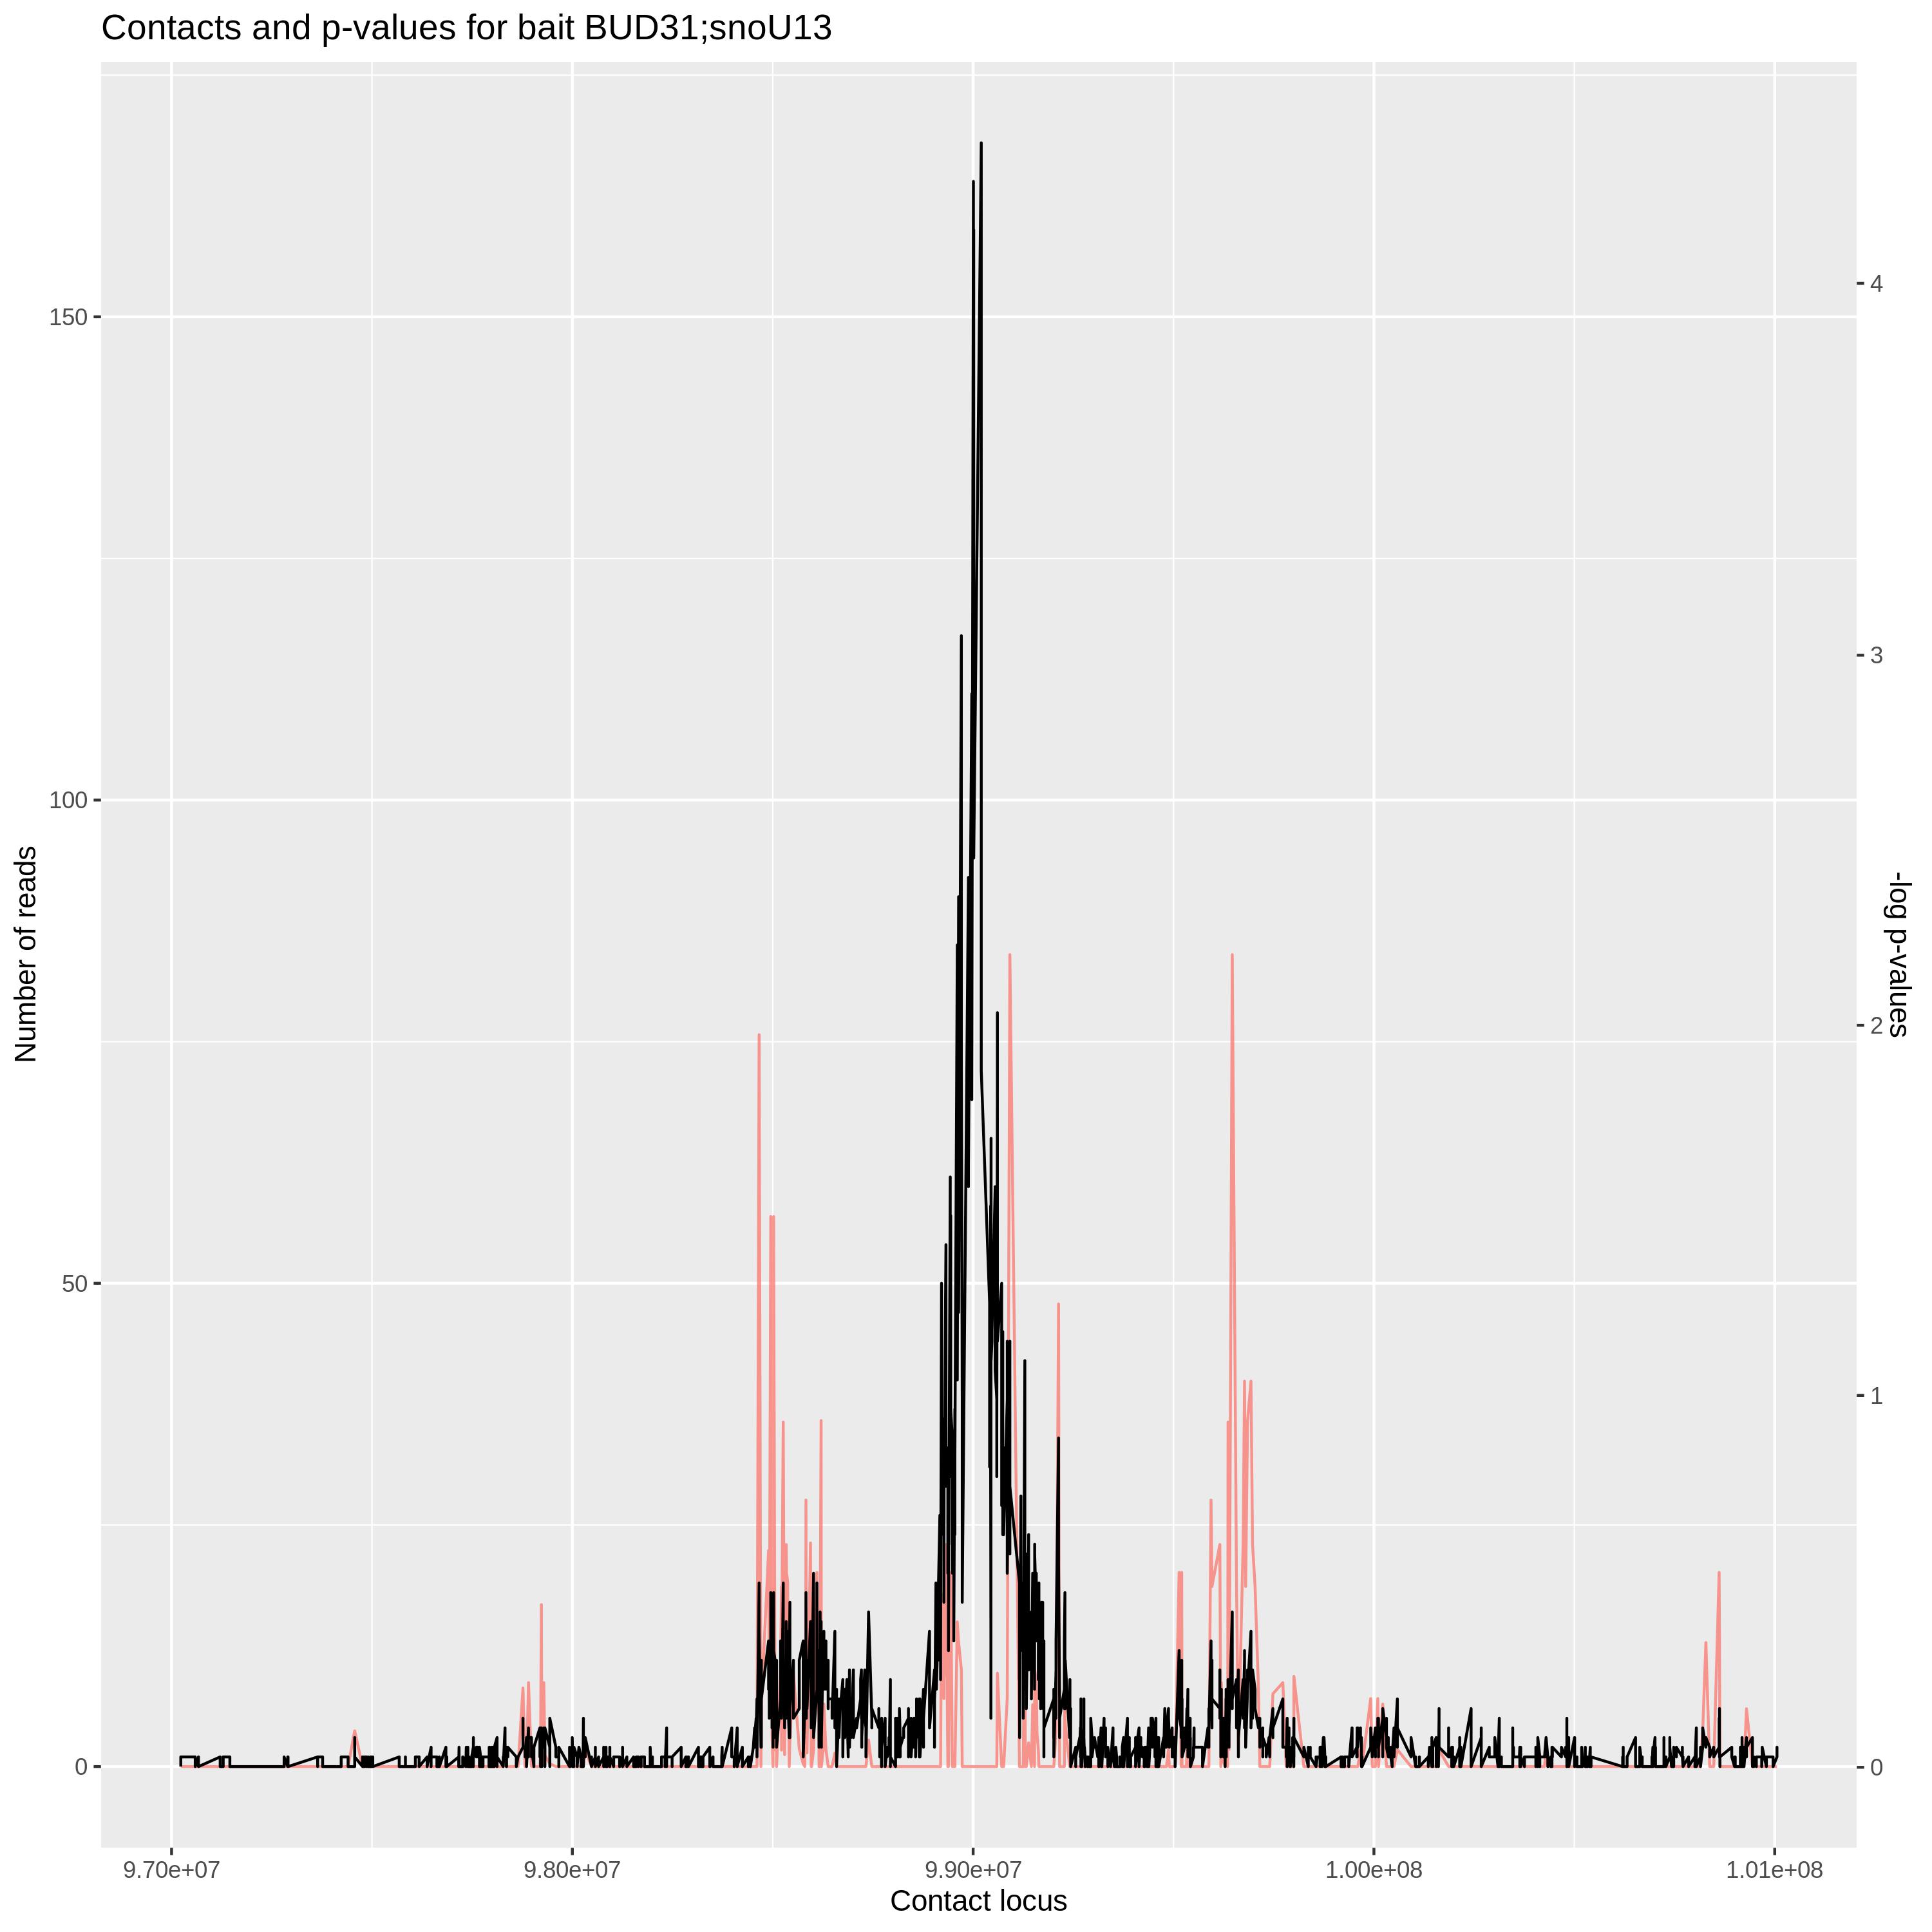 Contacts and p-values for bait BUD31;snoU13
150
100
50
0
Number of reads
4
3
2
1
0
-log p-values
9.70e+07
9.80e+07
9.90e+07
1.00e+08
1.01e+08
Contact locus